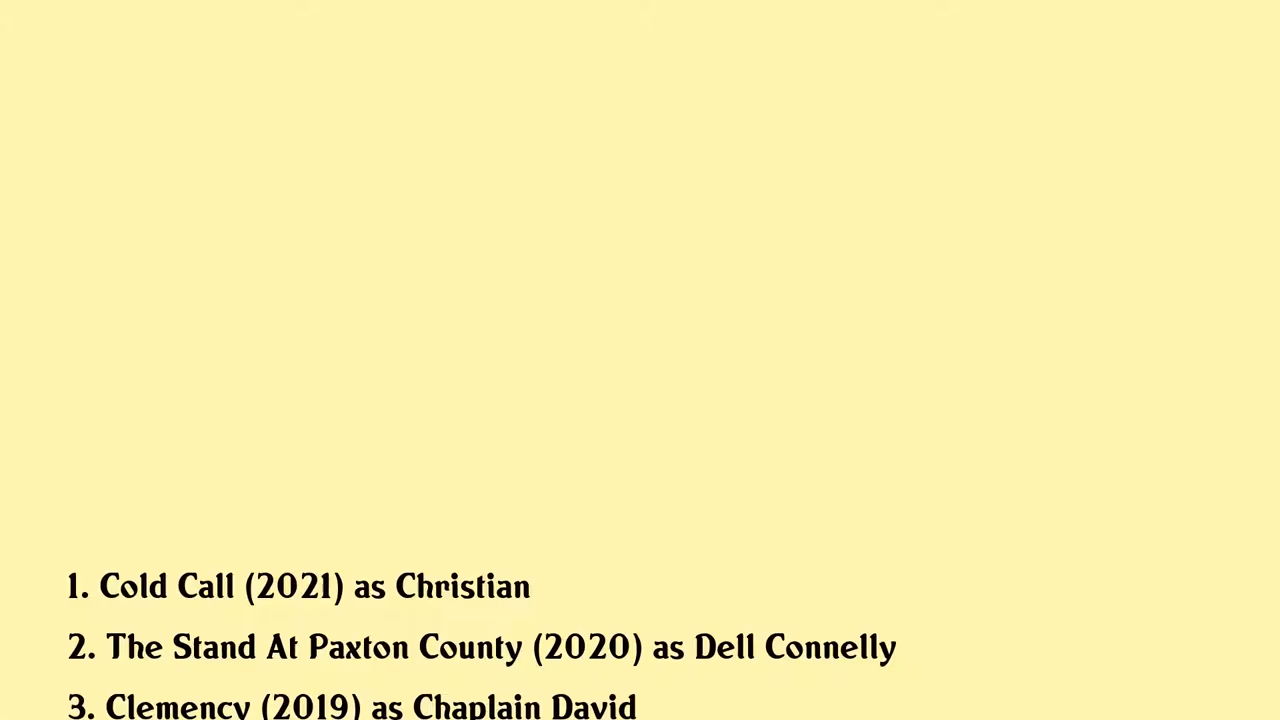 1. Cold Call (2021) as Christian
2. The Stand At Paxton County (2020) as Dell Connelly
3. Clemency (2019) as Chaplain David